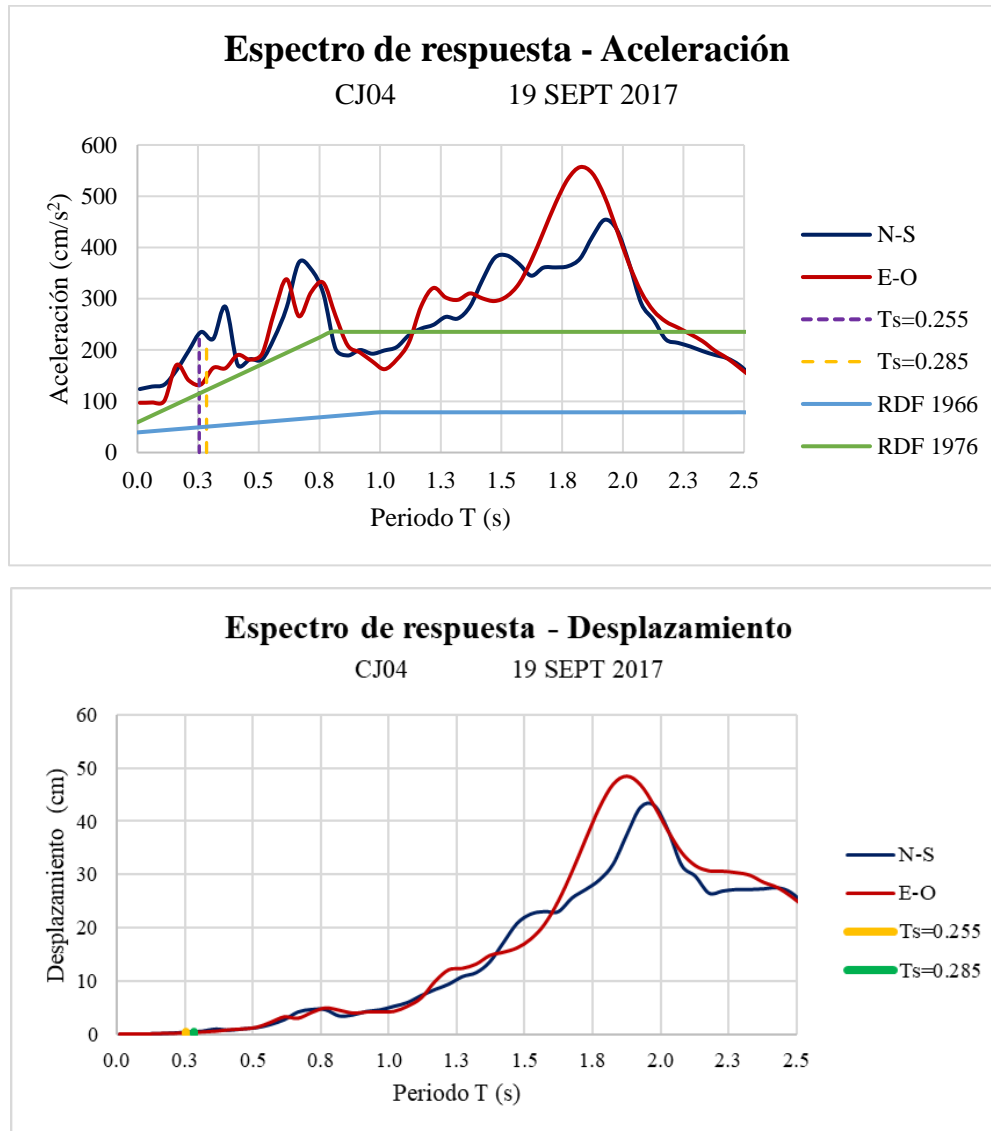 Espectro de respuesta - Aceleración
CJ04 19 SEPT 2017
Aceleración (cm/s²)
600
500
400
300
200
100
0
0.0 0.3 0.5 0.8 1.0 1.3 1.5 1.8 2.0 2.3 2.5
Periodo T (s)
N-S
E-O
Ts=0.255
Ts=0.285
RDF 1966
RDF 1976
Espectro de respuesta - Desplazamiento
CJ04 19 SEPT 2017
Desplazamiento (cm)
60
50
40
30
20
10
0
0.0 0.3 0.5 0.8 1.0 1.3 1.5 1.8 2.0 2.3 2.5
Periodo T (s)
N-S
E-O
Ts=0.255
Ts=0.285